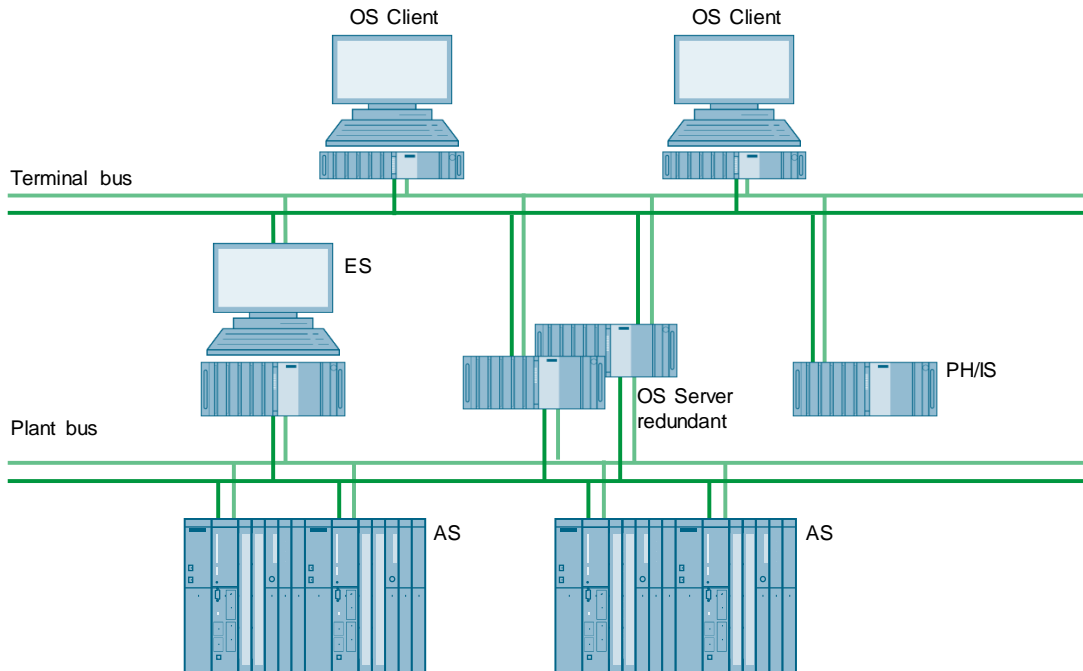 OS Client
OS Client
Terminal bus
ES
PH/IS
OS Server
redundant
Plant bus
AS
AS